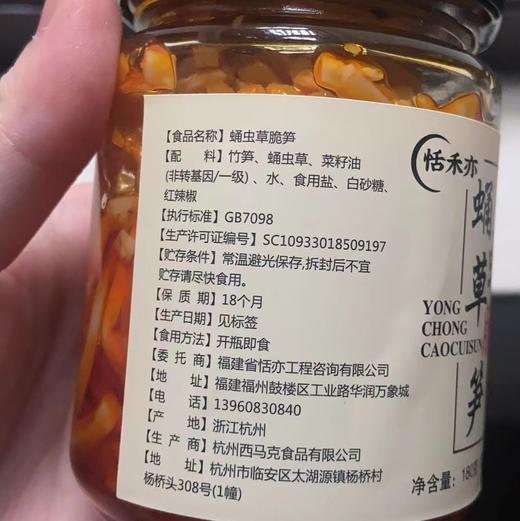 【食品名称】蛹虫草脆笋
【配 料】竹笋、蛹虫草、菜籽油
(非转基因/一级)、水、食用盐、白砂糖、
红辣椒
【执行标准】GB7098
【生产许可证编号】SC10933018509197
【贮存条件】常温避光保存,拆封后不宜
贮存请尽快食用。
【保 质 期】18个月
【生产日期】见标签
【食用方法】开瓶即食
【委 托 商】福建省恬亦工程咨询有限公司
【地 址】福建福州鼓楼区工业路华润万象城
【电 话】13960830840
【产 地】浙江杭州
【生 产 商】杭州西马克食品有限公司
【地 址】杭州市临安区太湖源镇杨桥村
杨桥头308号(1幢)
恬禾亦
蛹
草
笋
YONG
CHONG
CAOCUISUN
净含量:180